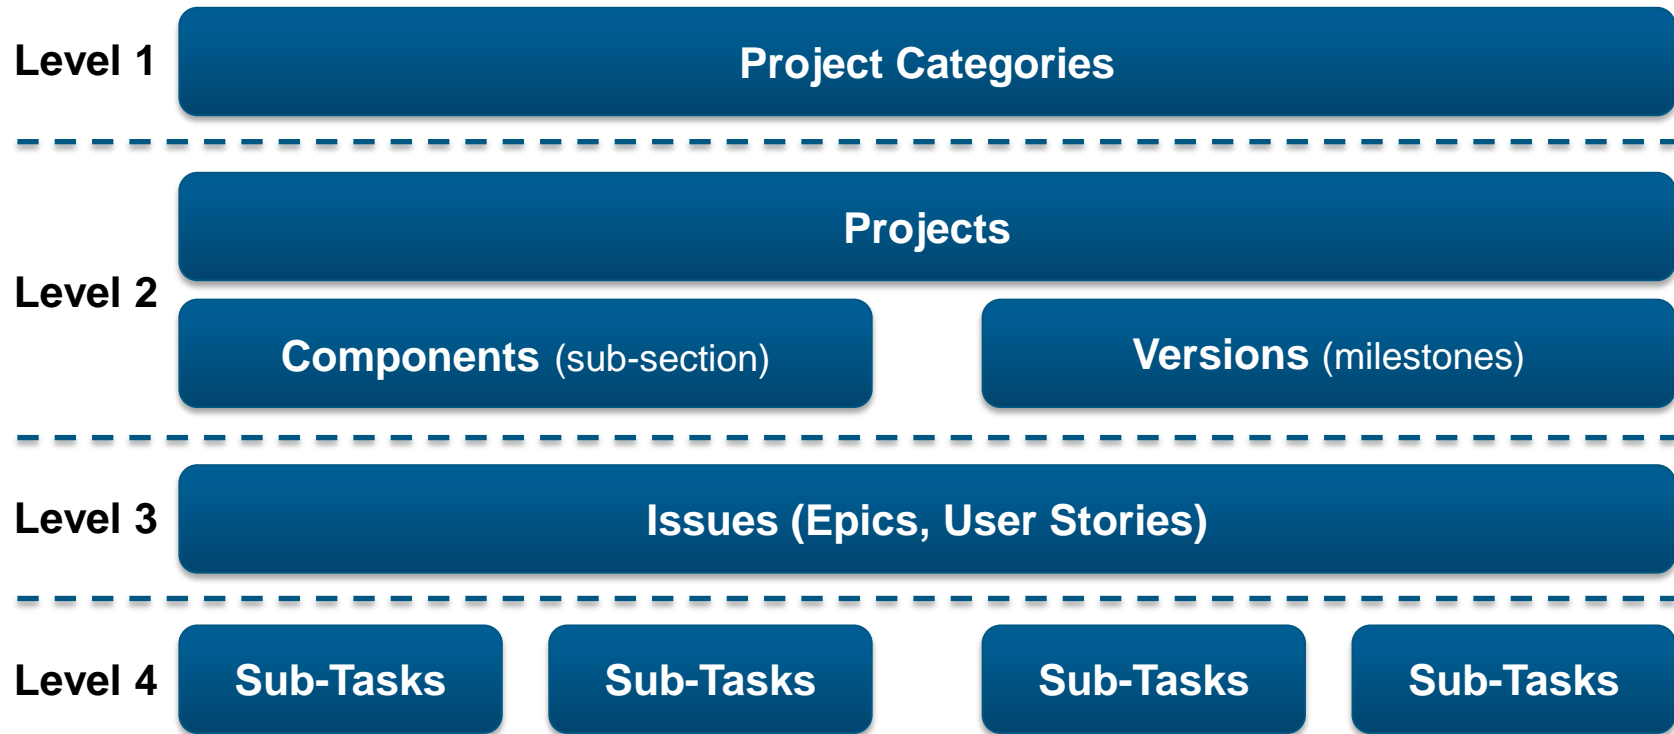 Level 1
Project Categories
Level 2
Projects
Components (sub-section)
Versions (milestones)
Level 3
Issues (Epics, User Stories)
Level 4
Sub-Tasks
Sub-Tasks
Sub-Tasks
Sub-Tasks